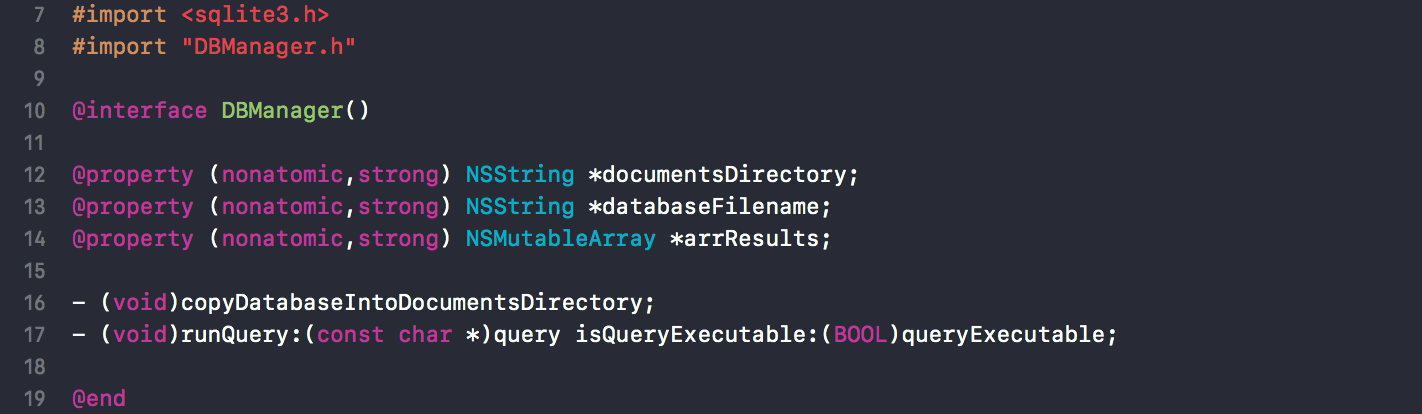 7 #import <sqlite3.h>
8 #import "DBManager.h"
9
10 @interface DBManager()
11
12 @property (nonatomic,strong) NSString *documentsDirectory;
13 @property (nonatomic,strong) NSString *databaseFilename;
14 @property (nonatomic,strong) NSMutableArray *arrResults;
15
16 - (void)copyDatabaseIntoDocumentsDirectory;
17 - (void)runQuery:(const char *)query isQueryExecutable:(BOOL)queryExecutable;
18
19 @end